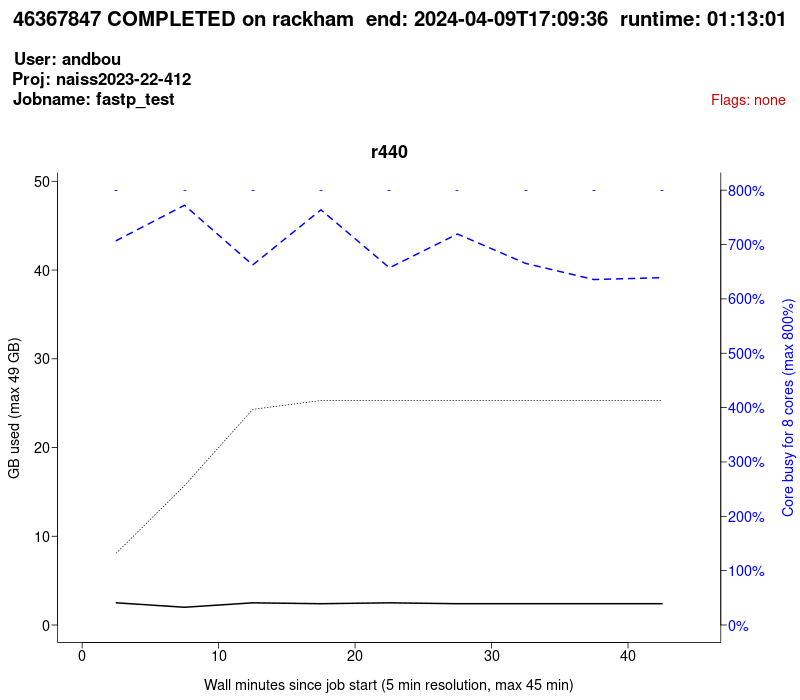 46367847 COMPLETED on rackham  end: 2024-04-09T17:09:36  runtime: 01:13:01
User: andbou
Proj: naiss2023-22-412
Jobname: fastp_test
Flags: none
r440
GB used (max 49 GB)
50
40
30
20
10
0
800%
700%
600%
500%
400%
300%
200%
100%
0%
Core busy for 8 cores (max 800%)
0 10 20 30 40
Wall minutes since job start (5 min resolution, max 45 min)